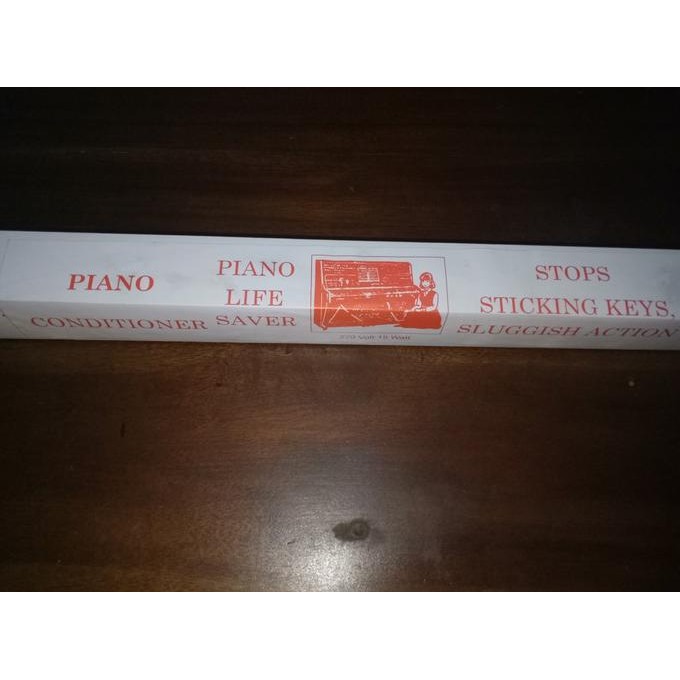 PIANO
CONDITIONER
PIANO
LIFE
SAVER
STOPS
STICKING KEYS,
SLUGGISH ACTION